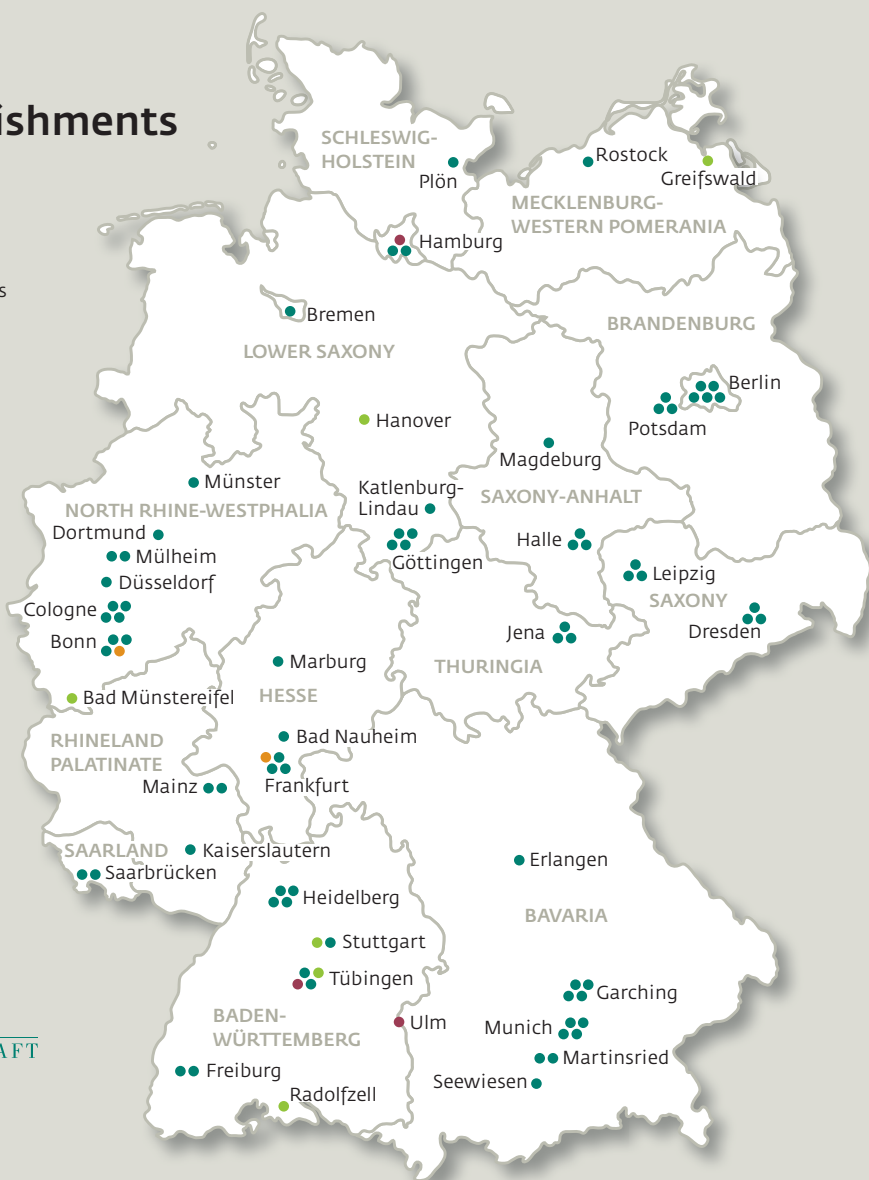 ishments
s
SCHLESWIG-
HOLSTEIN
Plön
Rostock
Greifswald
MECKLENBURG-
WESTERN POMERANIA
Hamburg
Bremen
LOWER SAXONY
BRANDENBURG
Berlin
Potsdam
Hanover
Magdeburg
SAXONY-ANHALT
Münster
NORTH RHINE-WESTPHALIA
Katlenburg-
Lindau
Göttingen
Dortmund
Mülheim
Düsseldorf
Cologne
Bonn
Halle
Leipzig
SAXONY
Dresden
Jena
THURINGIA
Marburg
HESSE
Bad Münstereifel
Bad Nauheim
RHINELAND
PALATINATE
Frankfurt
Mainz
SAARLAND
Kaiserslautern
Saarbrücken
Erlangen
Heidelberg
BAVARIA
Stuttgart
Tübingen
Garching
BADEN-
WÜRTTEMBERG
Ulm
Munich
Martinsried
AFT
Freiburg
Seewiesen
Radolfzell